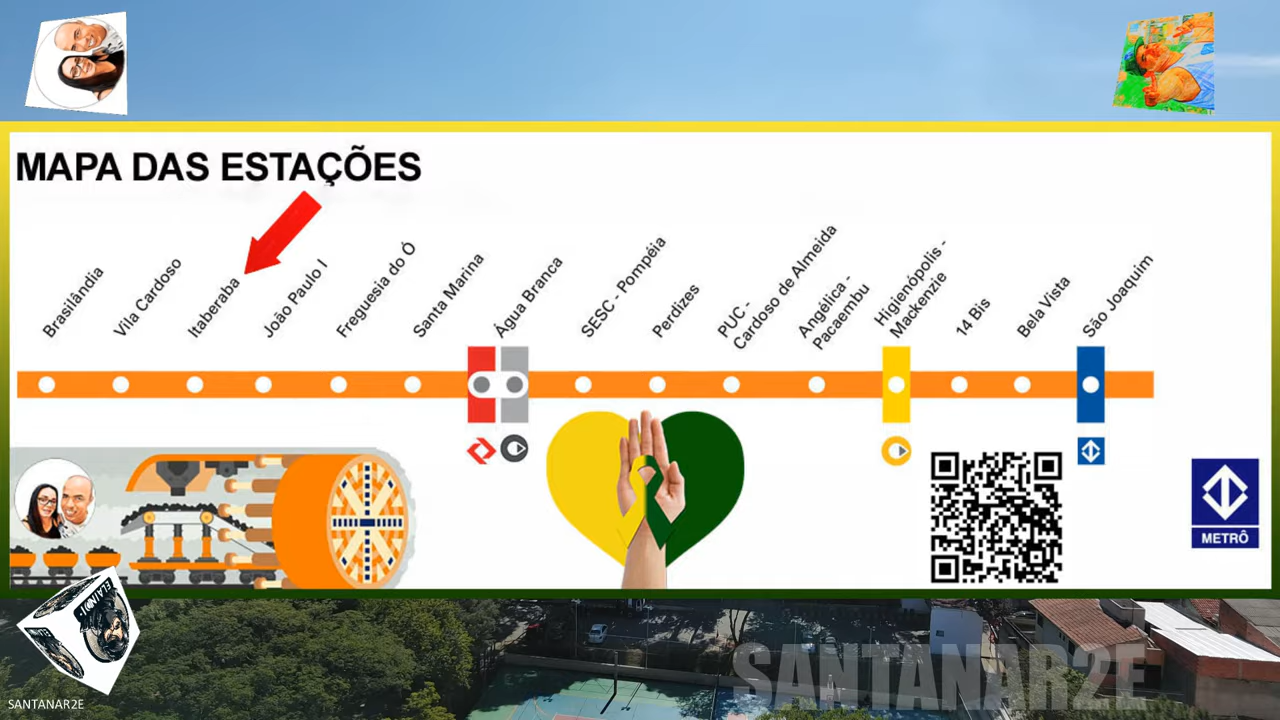 MAPA DAS ESTAÇÕES
Brasilândia
Vila Cardoso
Itaberaba
João Paulo I
Freguesia do Ó
Santa Marina
Água Branca
SESC - Pompéia
Perdizes
PUC -
Cardoso de Almeida
Angélica -
Pacaembu
Higienópolis -
Mackenzie
14 Bis
Bela Vista
São Joaquim
METRÔ
SANTANAR2E
SANTANAR2E